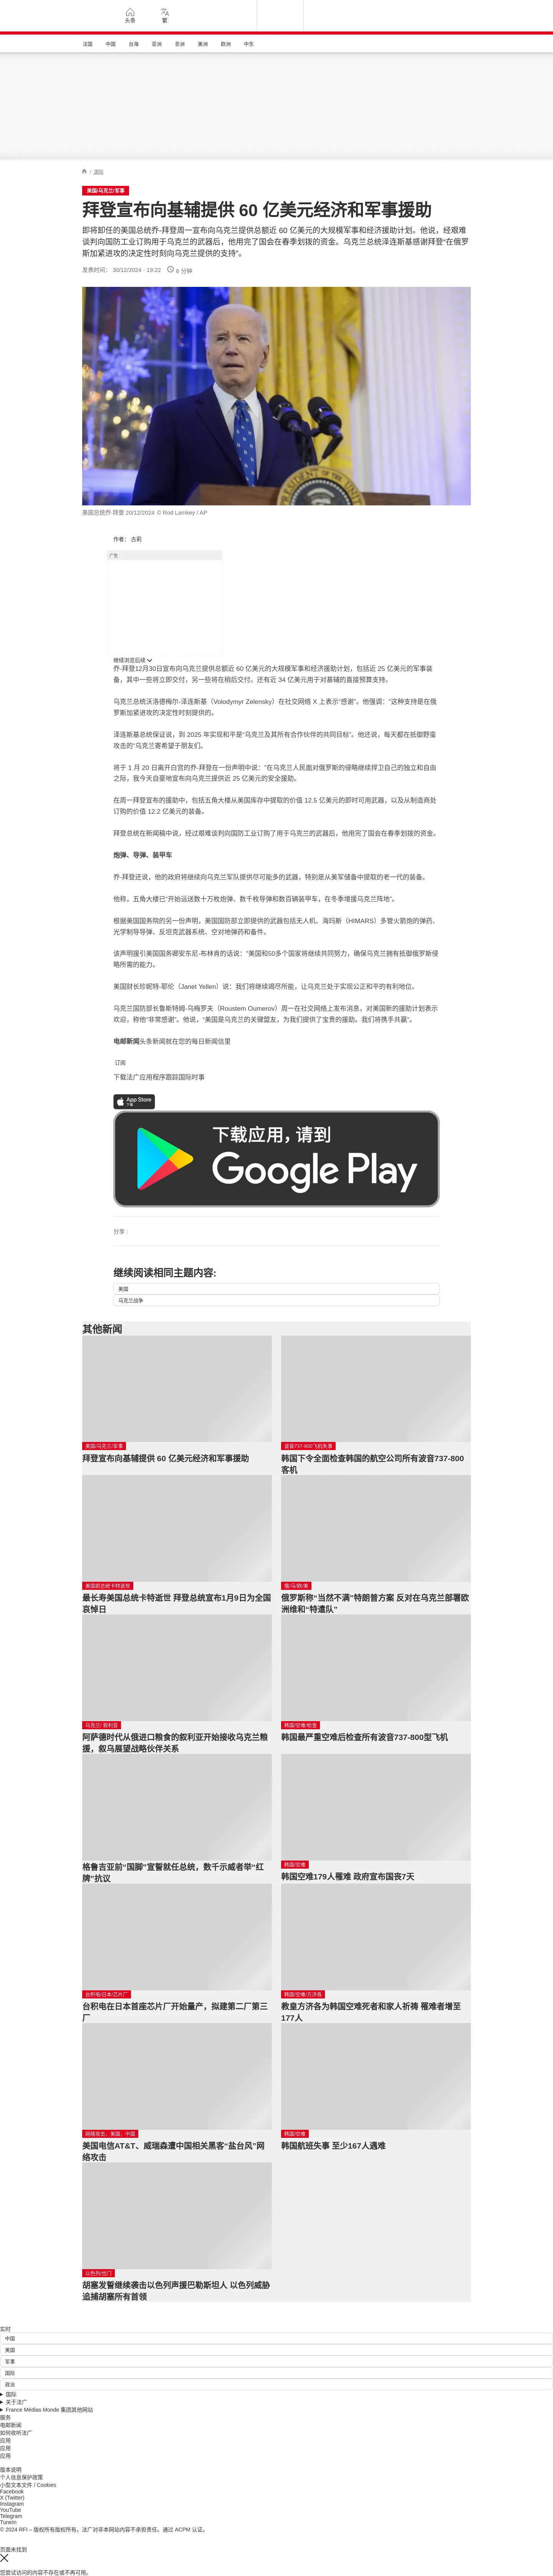 头条
繁
法国
中国
台海
亚洲
非洲
美洲
欧洲
中东
/ 国际
美国/乌克兰/军事
拜登宣布向基辅提供 60 亿美元经济和军事援助
即将卸任的美国总统乔-拜登周一宣布向乌克兰提供总额近 60 亿美元的大规模军事和经济援助计划。他说，经艰难
谈判向国防工业订购用于乌克兰的武器后，他用完了国会在春季划拨的资金。乌克兰总统泽连斯基感谢拜登“在俄
罗斯加紧进攻的决定性时刻向乌克兰提供的支持”。
发表时间： 30/12/2024 - 19:22 6 分钟
美国总统乔·拜登 20/12/2024 © Rod Lamkey / AP
作者： 古莉
广告
继续浏览后续
乔-拜登12月30日宣布向乌克兰提供总额近 60 亿美元的大规模军事和经济援助计划，包括近 25 亿美元的军事装
备，其中一些将立即交付，另一些将在稍后交付。还有近 34 亿美元用于对基辅的直接预算支持。
乌克兰总统沃洛德梅尔-泽连斯基（Volodymyr Zelensky）在社交网络 X 上表示“感谢”。他强调：“这种支持是在俄
罗斯加紧进攻的决定性时刻提供的。
泽连斯基总统保证说，到 2025 年实现和平是“乌克兰及其所有合作伙伴的共同目标”。他还说，每天都在抵御野蛮
攻击的“乌克兰寄希望于朋友们。
将于 1 月 20 日离开白宫的乔-拜登在一份声明中说：“在乌克兰人民面对俄罗斯的侵略继续捍卫自己的独立和自由
之际，我今天自豪地宣布向乌克兰提供近 25 亿美元的安全援助。
在周一拜登宣布的援助中，包括五角大楼从美国库存中提取的价值 12.5 亿美元的即时可用武器，以及从制造商处
订购的价值 12.2 亿美元的装备。
拜登总统在新闻稿中说，经过艰难谈判向国防工业订购了用于乌克兰的武器后，他用完了国会在春季划拨的资金。
炮弹、导弹、装甲车
乔-拜登还说，他的政府将继续向乌克兰军队提供尽可能多的武器，特别是从美军储备中提取的老一代的装备。
他称，五角大楼已“开始运送数十万枚炮弹、数千枚导弹和数百辆装甲车，在冬季增援乌克兰阵地”。
根据美国国务院的另一份声明，美国国防部立即提供的武器包括无人机、海玛斯（HIMARS）多管火箭炮的弹药、
光学制导导弹、反坦克武器系统、空对地弹药和备件。
该声明援引美国国务卿安东尼-布林肯的话说：“美国和50多个国家将继续共同努力，确保乌克兰拥有抵御俄罗斯侵
略所需的能力。
美国财长珍妮特-耶伦（Janet Yellen）说：我们将继续竭尽所能，让乌克兰处于实现公正和平的有利地位。
乌克兰国防部长鲁斯特姆-乌梅罗夫（Roustem Oumerov）周一在社交网络上发布消息，对美国新的援助计划表示
欢迎，称他“非常感谢”。他说，“美国是乌克兰的关键盟友，为我们提供了宝贵的援助。我们将携手共赢”。
电邮新闻头条新闻就在您的每日新闻信里
订阅
下载法广应用程序跟踪国际时事
App Store
下载
下载应用，请到
Google Play
分享 :
继续阅读相同主题内容:
美国
乌克兰战争
其他新闻
美国/乌克兰/军事
拜登宣布向基辅提供 60 亿美元经济和军事援助
波音737-800飞机失事
韩国下令全面检查韩国的航空公司所有波音737-800
客机
美国前总统卡特逝世
最长寿美国总统卡特逝世 拜登总统宣布1月9日为全国
哀悼日
俄/乌/欧/美
俄罗斯称“当然不满”特朗普方案 反对在乌克兰部署欧
洲维和“特遣队”
乌克兰/ 叙利亚
阿萨德时代从俄进口粮食的叙利亚开始接收乌克兰粮
援，叙乌展望战略伙伴关系
韩国/空难/检查
韩国最严重空难后检查所有波音737-800型飞机
格鲁吉亚前“国脚”宣誓就任总统，数千示威者举“红
牌”抗议
韩国/空难
韩国空难179人罹难 政府宣布国丧7天
台积电/日本/芯片厂
台积电在日本首座芯片厂开始量产，拟建第二厂第三
厂
韩国/空难/方济各
教皇方济各为韩国空难死者和家人祈祷 罹难者增至
177人
网络攻击，美国，中国
美国电信AT&T、威瑞森遭中国相关黑客“盐台风”网
络攻击
韩国/空难
韩国航班失事 至少167人遇难
以色列/也门
胡塞发誓继续袭击以色列声援巴勒斯坦人 以色列威胁
追捕胡塞所有首领
实时
中国
美国
军事
国际
政治
国际
关于法广
France Médias Monde 集团其他网站
服务
电邮新闻
如何收听法广
应用
应用
应用
版本说明
个人信息保护政策
小型文本文件 / Cookies
Facebook
X (Twitter)
Instagram
YouTube
Telegram
TuneIn
© 2024 RFI – 版权所有版权所有。法广对非本网站内容不承担责任。通过 ACPM 认证。
页面未找到
您尝试访问的内容不存在或不再可用。